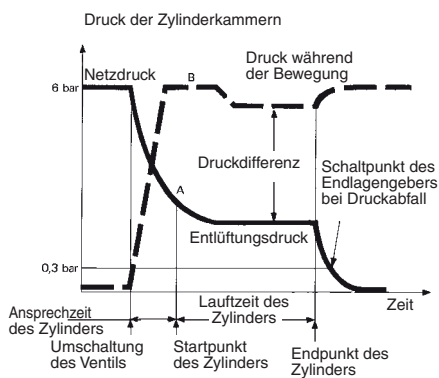 Druck der Zylinderkammern
Netzdruck
6 bar
B
Druck während
der Bewegung
Druckdifferenz
Schaltpunkt des
Endlagengebers
bei Druckabfall
A
Entlüftungsdruck
0,3 bar
Ansprechzeit
des Zylinders
Lauftzeit des
Zylinders
Zeit
Umschaltung
des Ventils
Startpunkt
des Zylinders
Endpunkt des
Zylinders